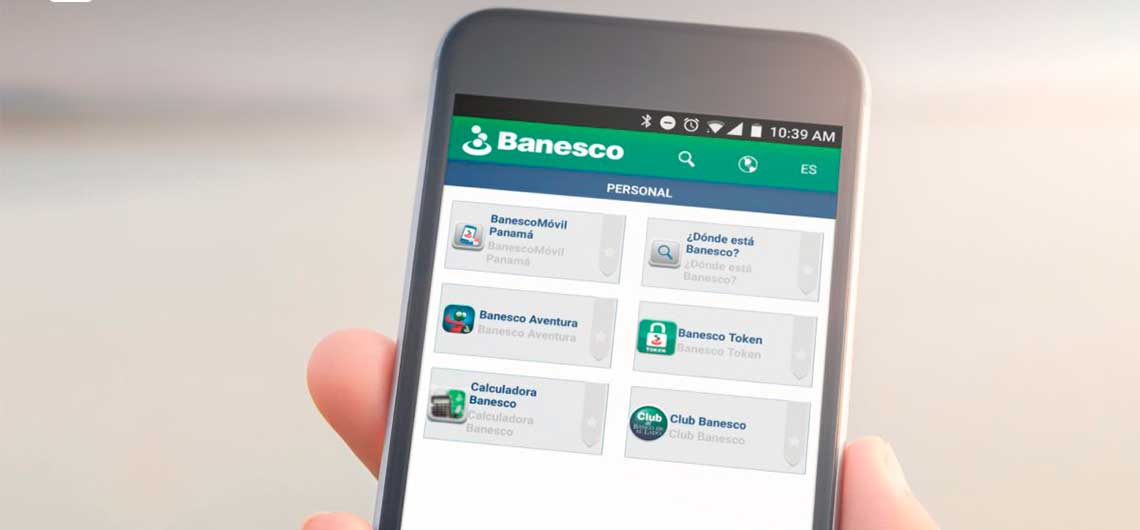 10:39 AM
Banesco
ES
PERSONAL
BanescoMóvil
Panamá
BanescoMóvil
Panamá
¿Dónde está
Banesco?
¿Dónde está
Banesco?
Banesco Aventura
Banesco Aventura
TOKEN
Banesco Token
Banesco Token
Calculadora
Banesco
Calculadora
Banesco
Club
Club Banesco
Club Banesco